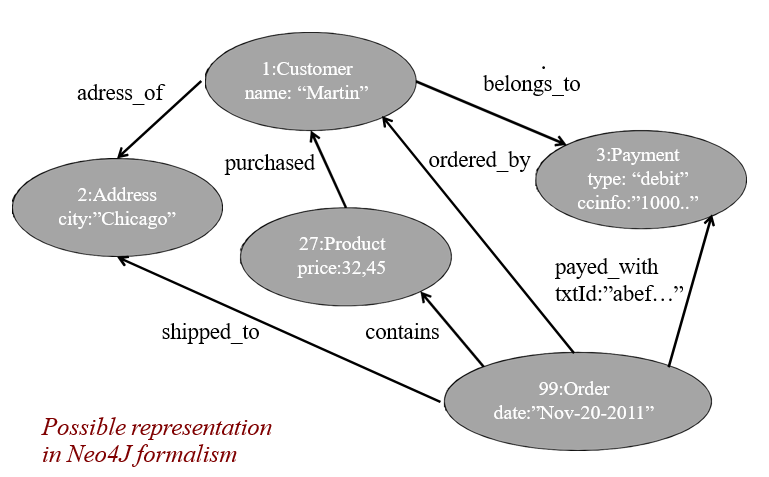 1:Customer
name: “Martin”
adress_of
belongs_to
purchased
ordered_by
3:Payment
type: “debit”
ccinfo:”1000..”
2:Address
city:”Chicago”
27:Product
price:32,45
payed_with
txtId:”abef…”
shipped_to
contains
99:Order
date:”Nov-20-2011”
Possible representation
in Neo4J formalism